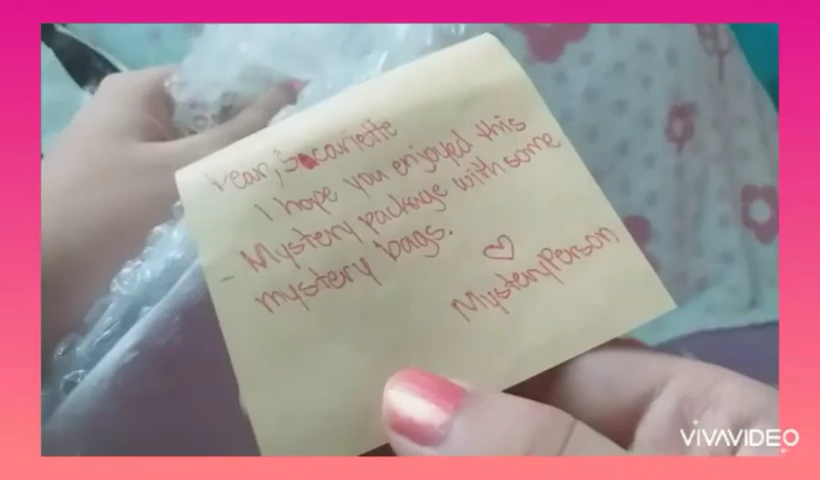 Dear, Scarlette
I hope you enjoyed this
- Mystery package with some
mystery bags.
♡
MysteryPerson
VIVAVIDEO